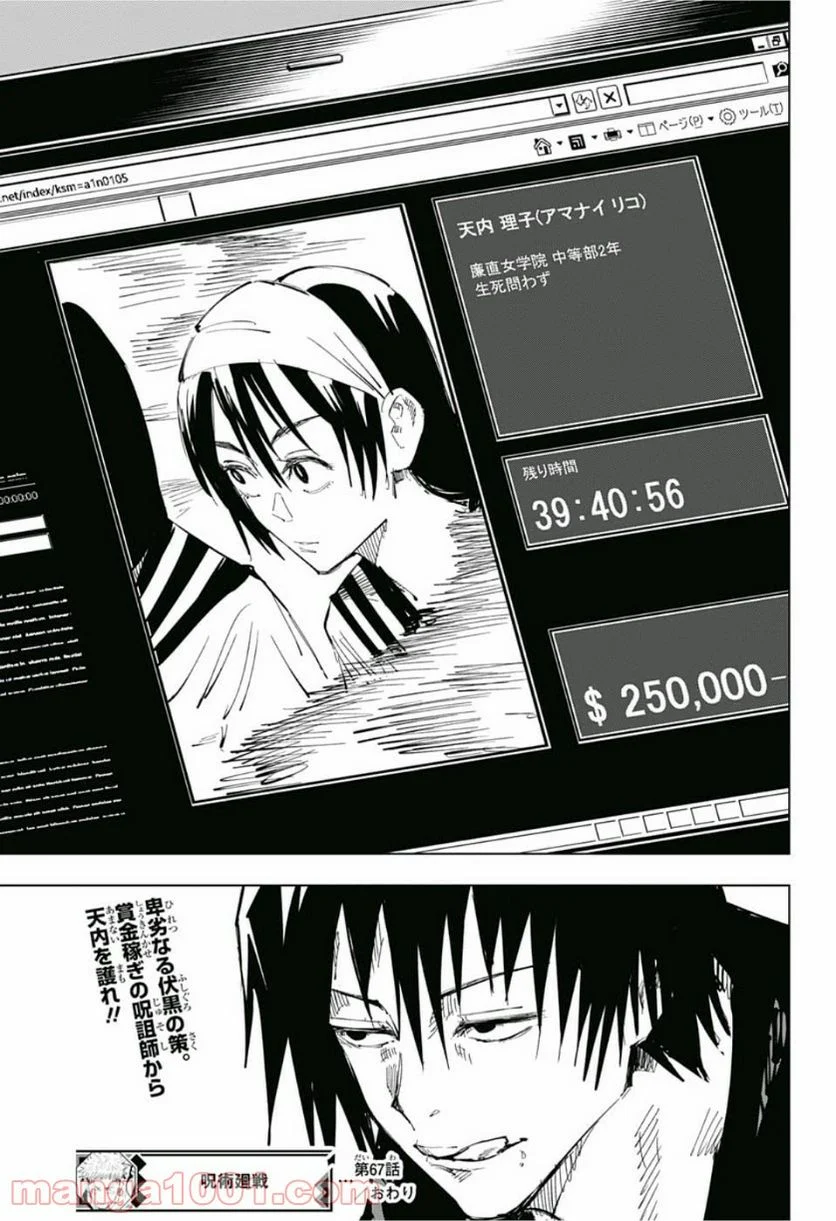 ページ(P)
ツール(T)
.net/index/ksm=a1n0105
天内 理子(アマナイ リコ)
廉直女学院 中等部2年
生死問わず
残り時間
39:40:56
00:00:00
$ 250,000-
卑劣なる伏黒の策。
賞金稼ぎの呪詛師から
天内を護れ!!
呪術廻戦
…第67話
おわり
manga1001.com